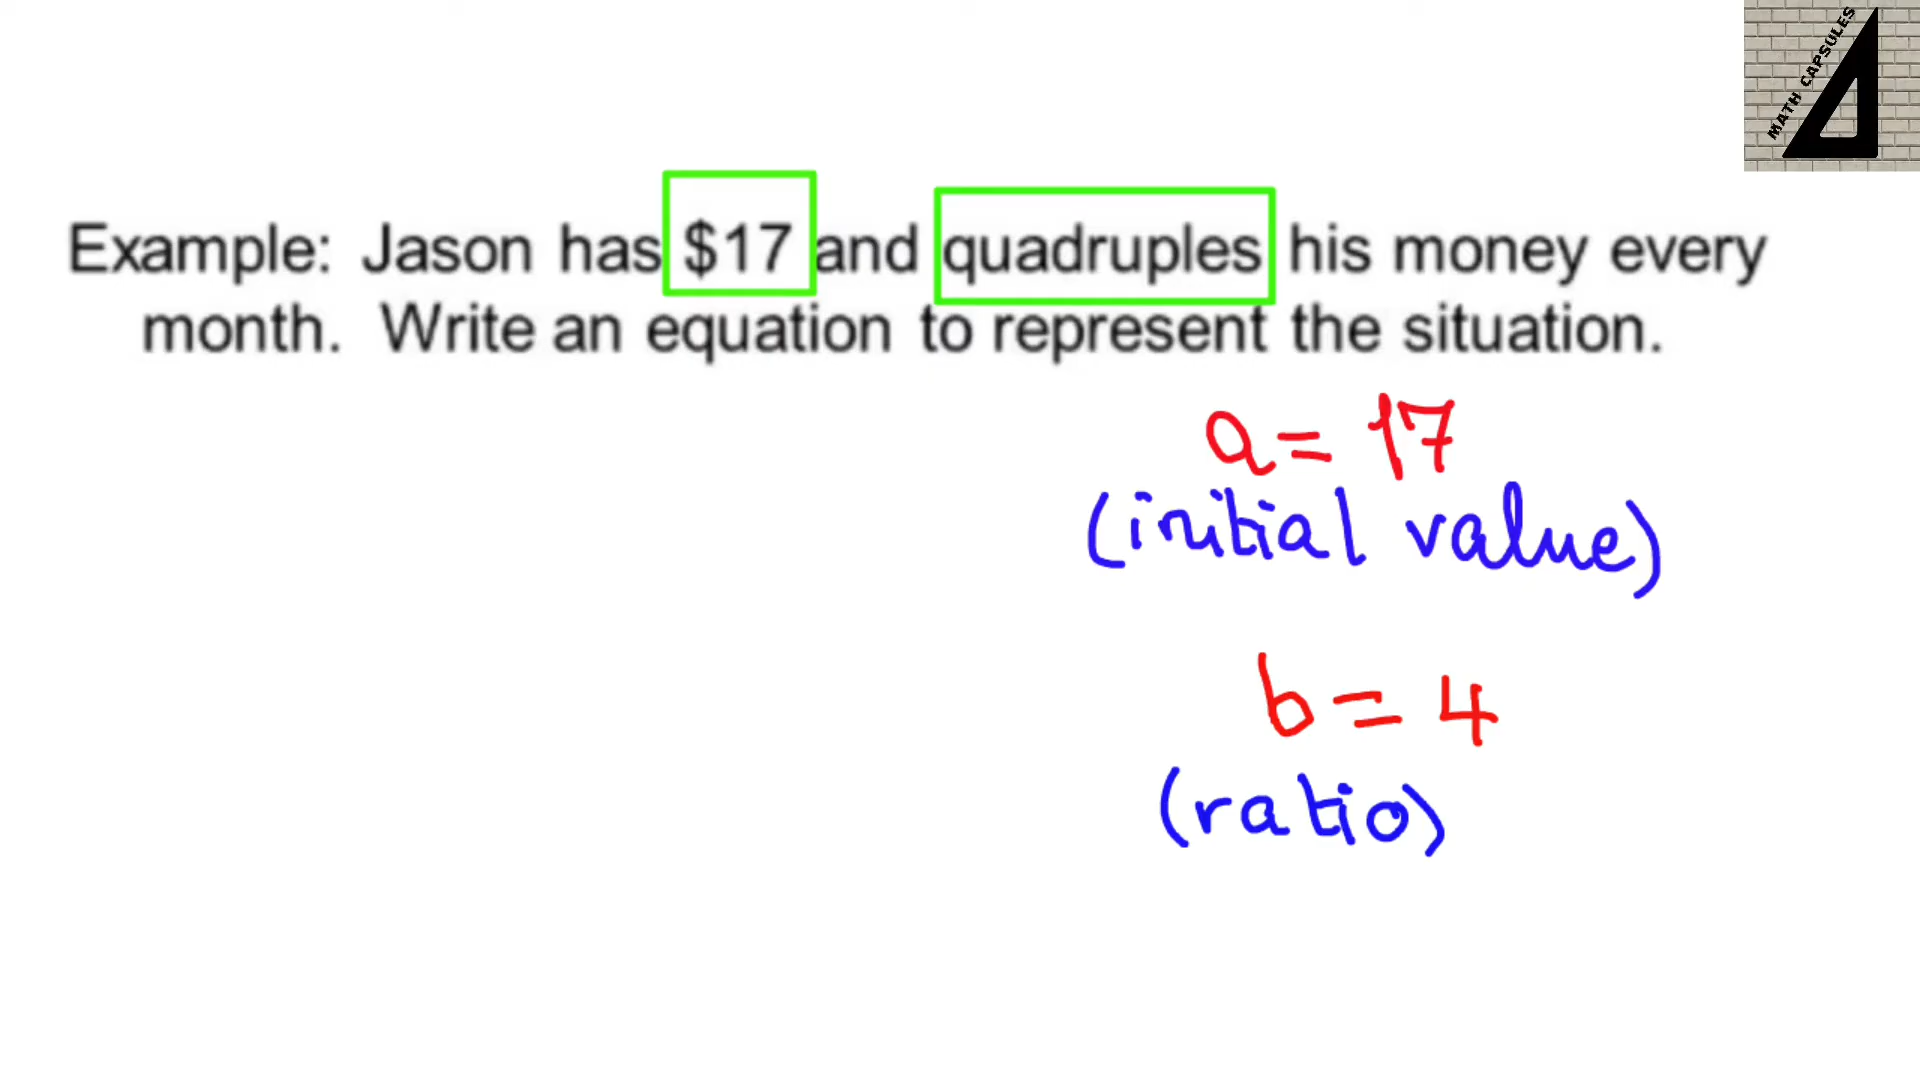 MATH CAPSULES
Example: Jason has $17 and quadruples his money every
month. Write an equation to represent the situation.
a = 17
(initial value)
b = 4
(ratio)